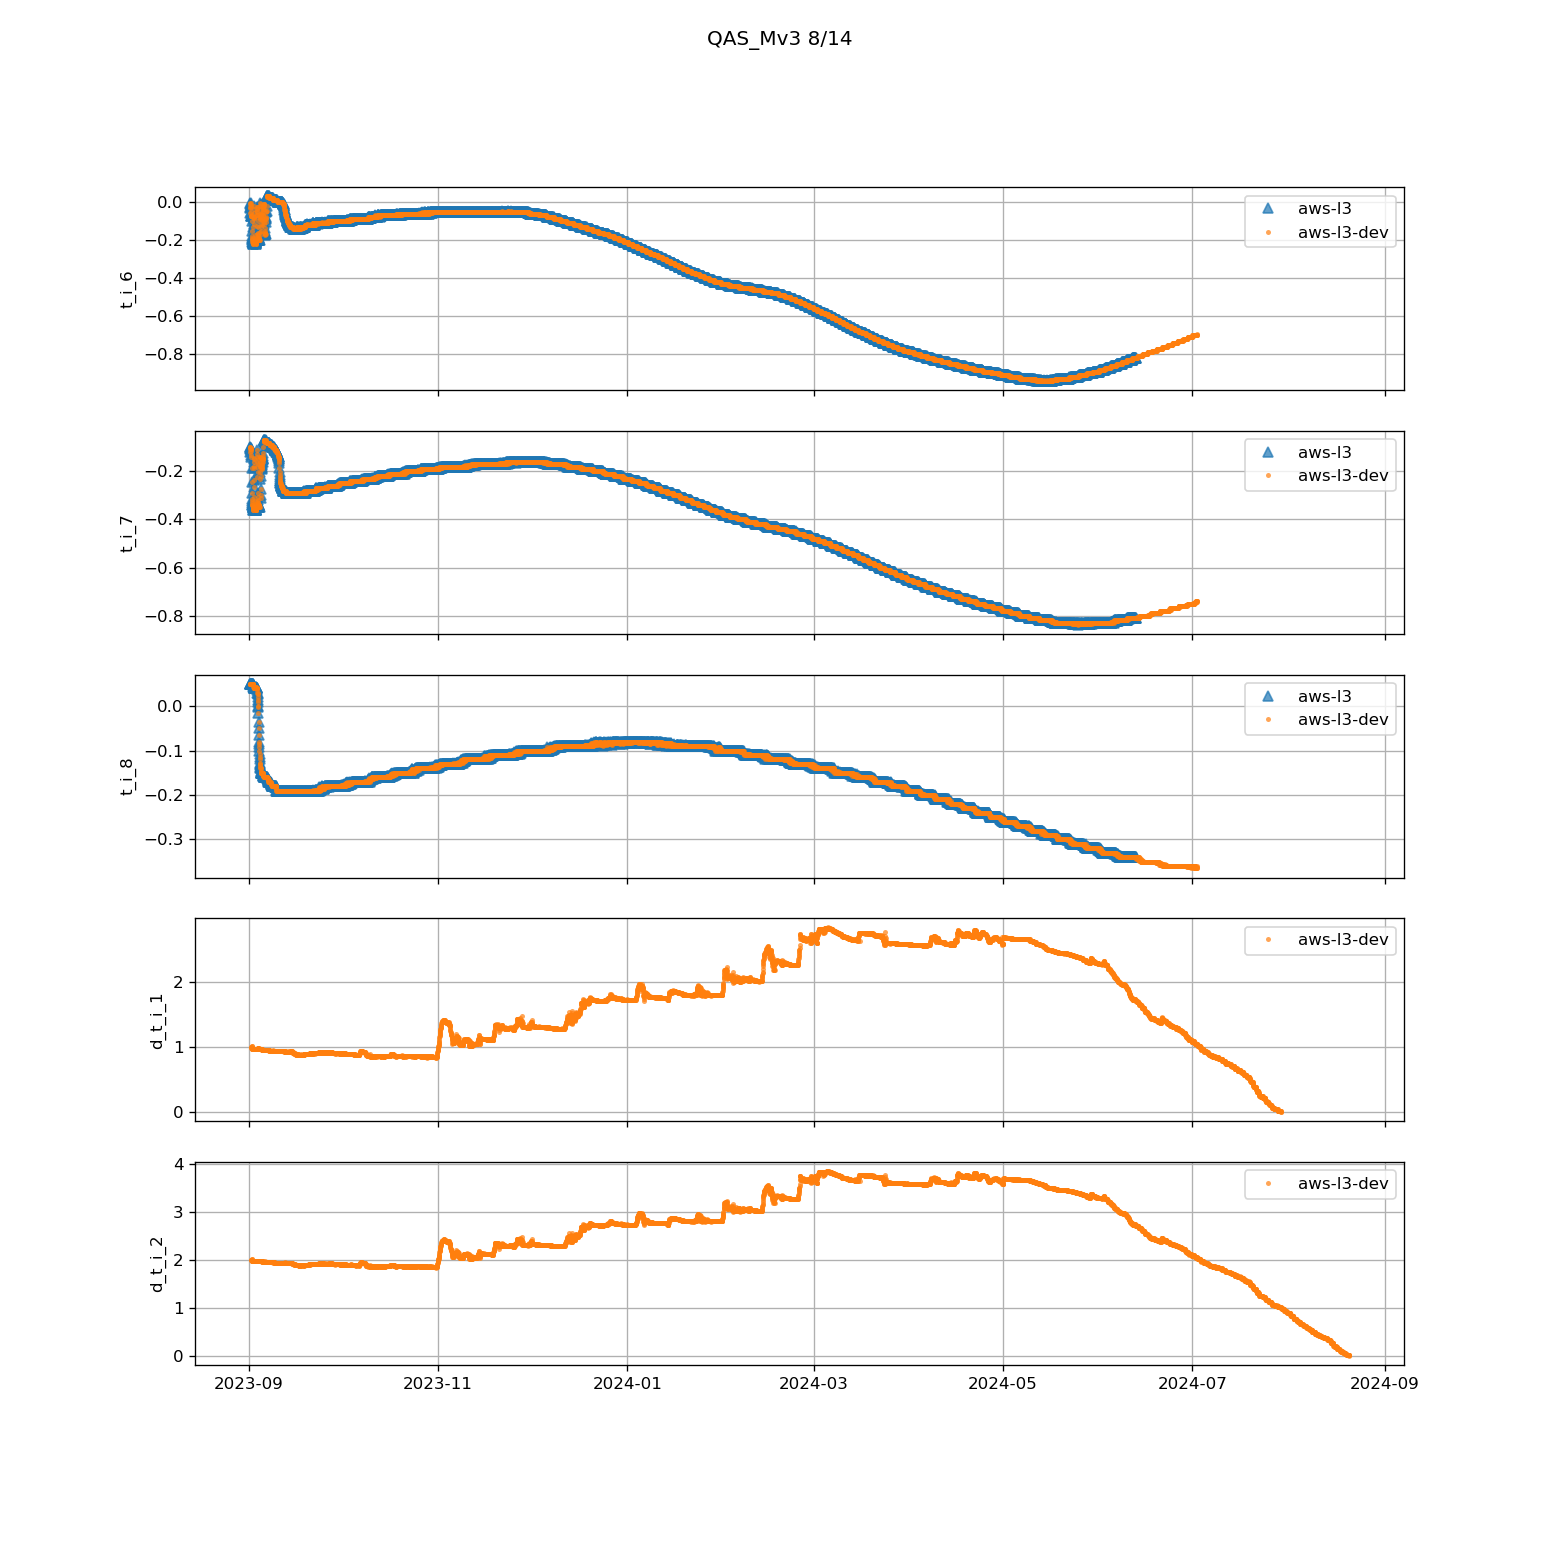 QAS_Mv3 8/14
0.0
−0.2
−0.4
−0.6
−0.8
t_i_6
aws-l3
aws-l3-dev
−0.2
−0.4
−0.6
−0.8
t_i_7
aws-l3
aws-l3-dev
0.0
−0.1
−0.2
−0.3
t_i_8
aws-l3
aws-l3-dev
2
1
0
d_t_i_1
aws-l3-dev
4
3
2
1
0
d_t_i_2
aws-l3-dev
2023-09 2023-11 2024-01 2024-03 2024-05 2024-07 2024-09